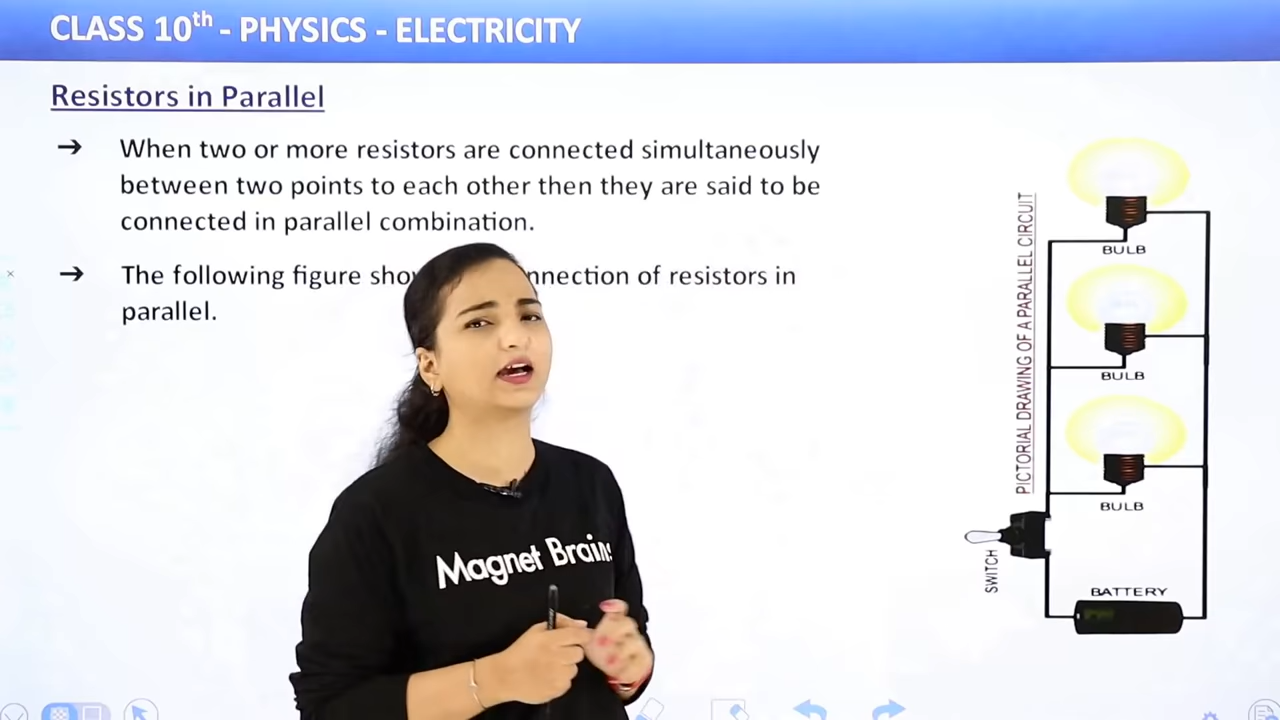 CLASS 10th - PHYSICS - ELECTRICITY
Resistors in Parallel
➔ When two or more resistors are connected simultaneously
between two points to each other then they are said to be
connected in parallel combination.
➔ The following figure sho nnection of resistors in
parallel.
Magnet Brains
PICTORIAL DRAWING OF A PARALLEL CIRCUIT
BULB
BULB
BULB
SWITCH
BATTERY